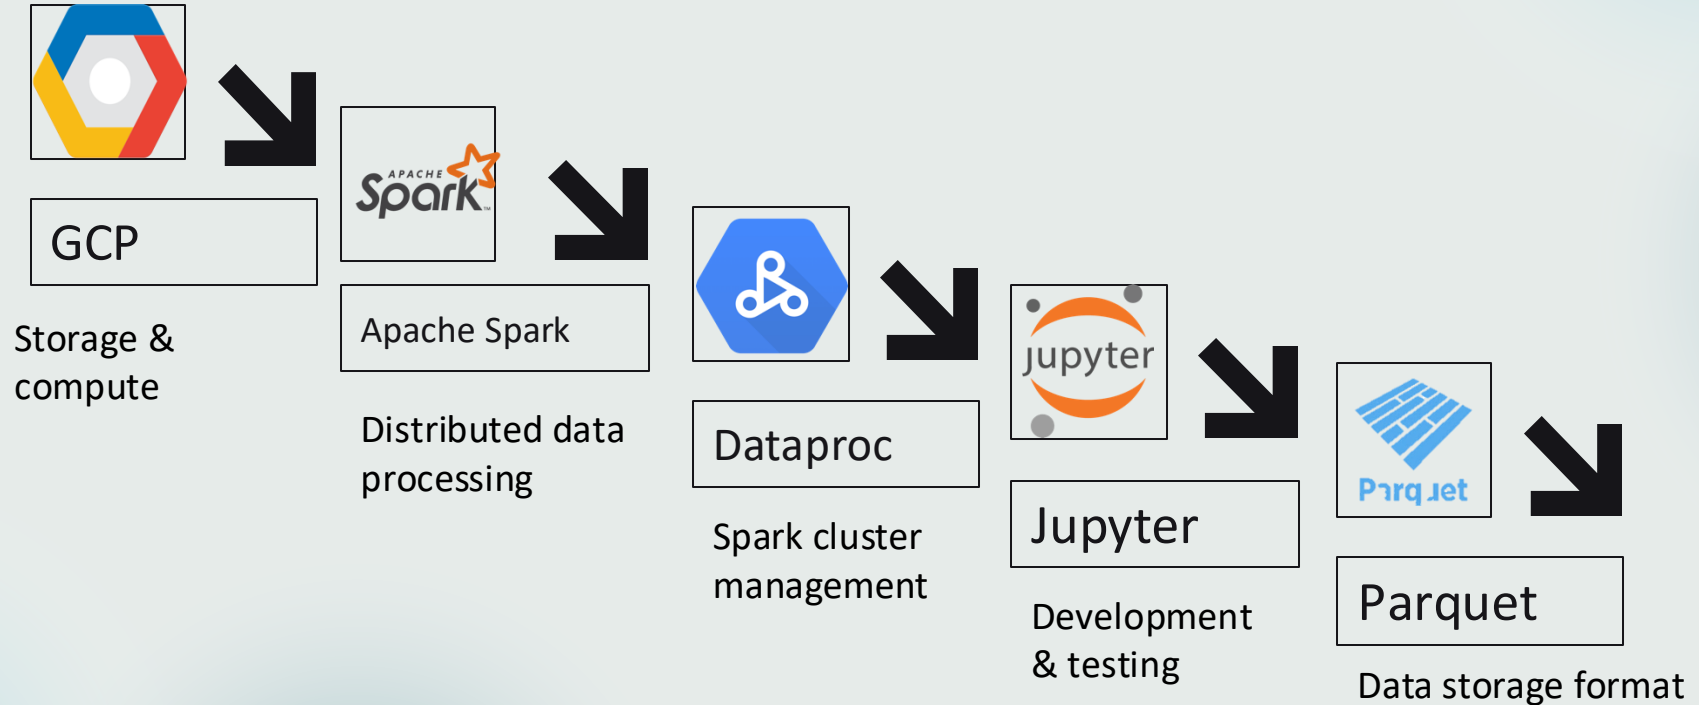 GCP
Storage &
compute
APACHE
Spark™
Apache Spark
Distributed data
processing
Dataproc
Spark cluster
management
Jupyter
Jupyter
Development
& testing
Parquet
Parquet
Data storage format